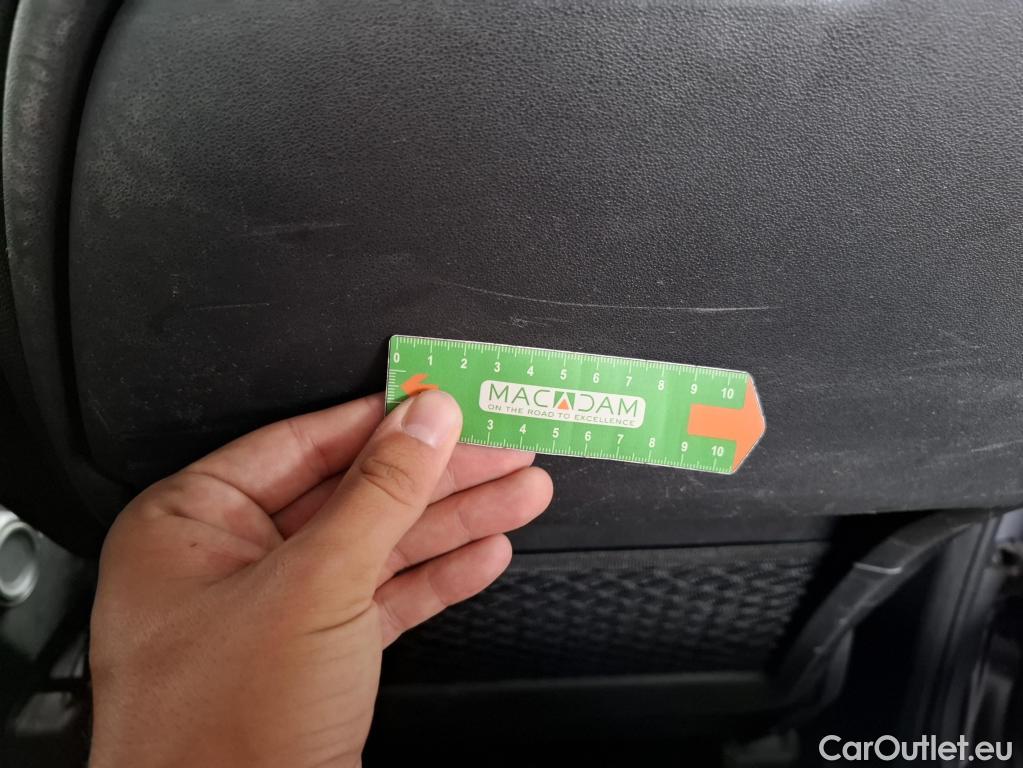 0 1 2 3 4 5 6 7 8 9 10
MACADAM
ON THE ROAD TO EXCELLENCE
3 4 5 6 7 8 9 10
CarOutlet.eu